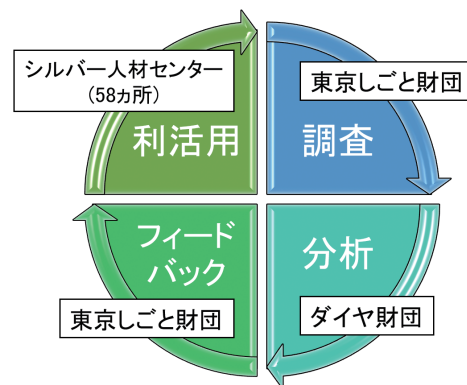 シルバー人材センター
（58ヵ所）
東京しごと財団
利活用
調査
フィード
バック
分析
東京しごと財団
ダイヤ財団